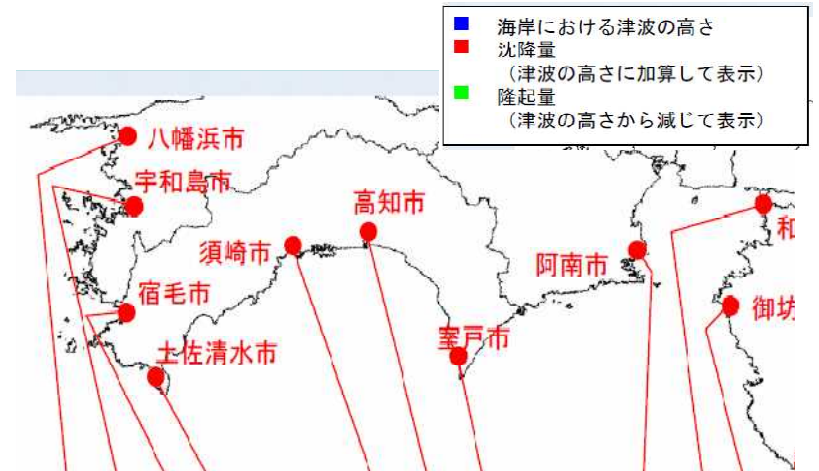 海岸における津波の高さ
沈降量
（津波の高さに加算して表示）
隆起量
（津波の高さから減じて表示）
八幡浜市
宇和島市
高知市
須崎市
阿南市
和
宿毛市
御坊
室戸市
土佐清水市